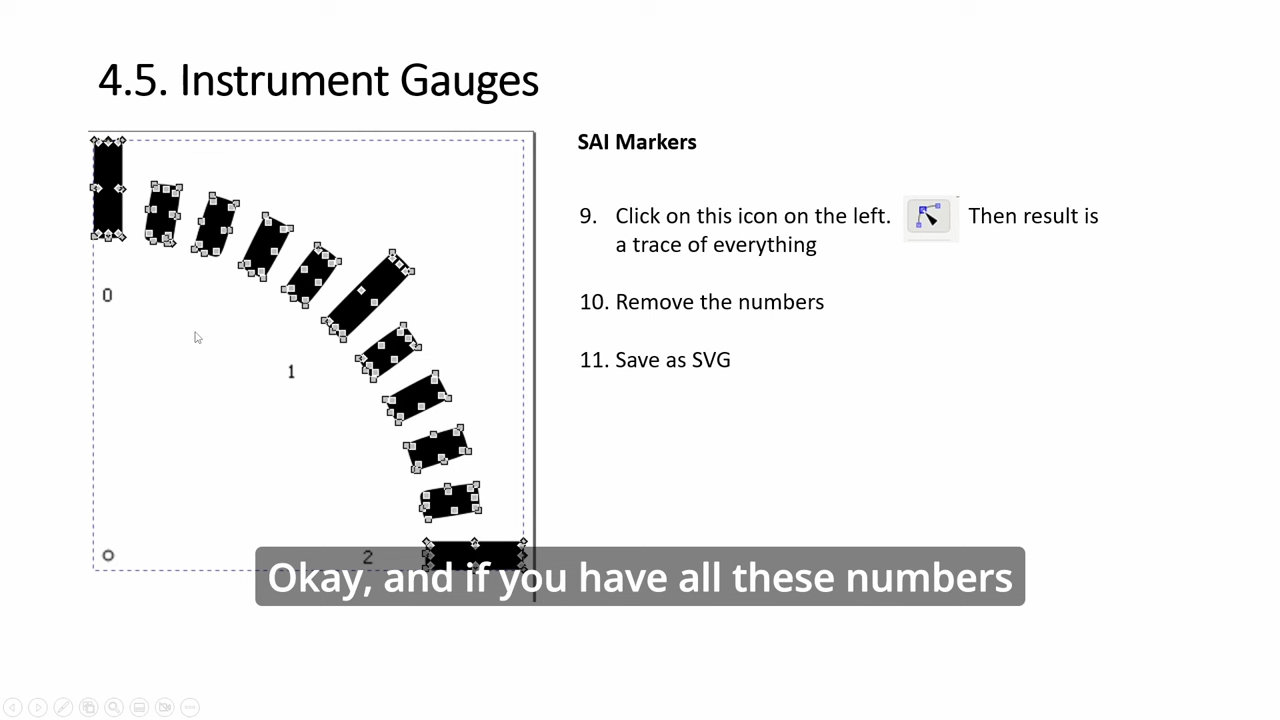 4.5. Instrument Gauges
SAI Markers
9. Click on this icon on the left. Then result is
a trace of everything
10. Remove the numbers
11. Save as SVG
0
1
2
Okay, and if you have all these numbers